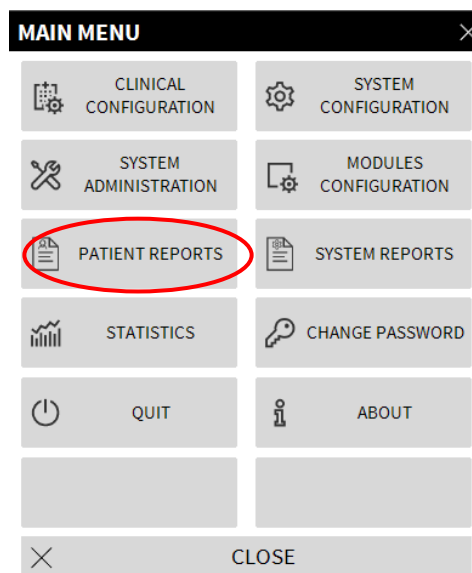 MAIN MENU
CLINICAL
CONFIGURATION
SYSTEM
CONFIGURATION
SYSTEM
ADMINISTRATION
MODULES
CONFIGURATION
PATIENT REPORTS
SYSTEM REPORTS
STATISTICS
CHANGE PASSWORD
QUIT
ABOUT
CLOSE